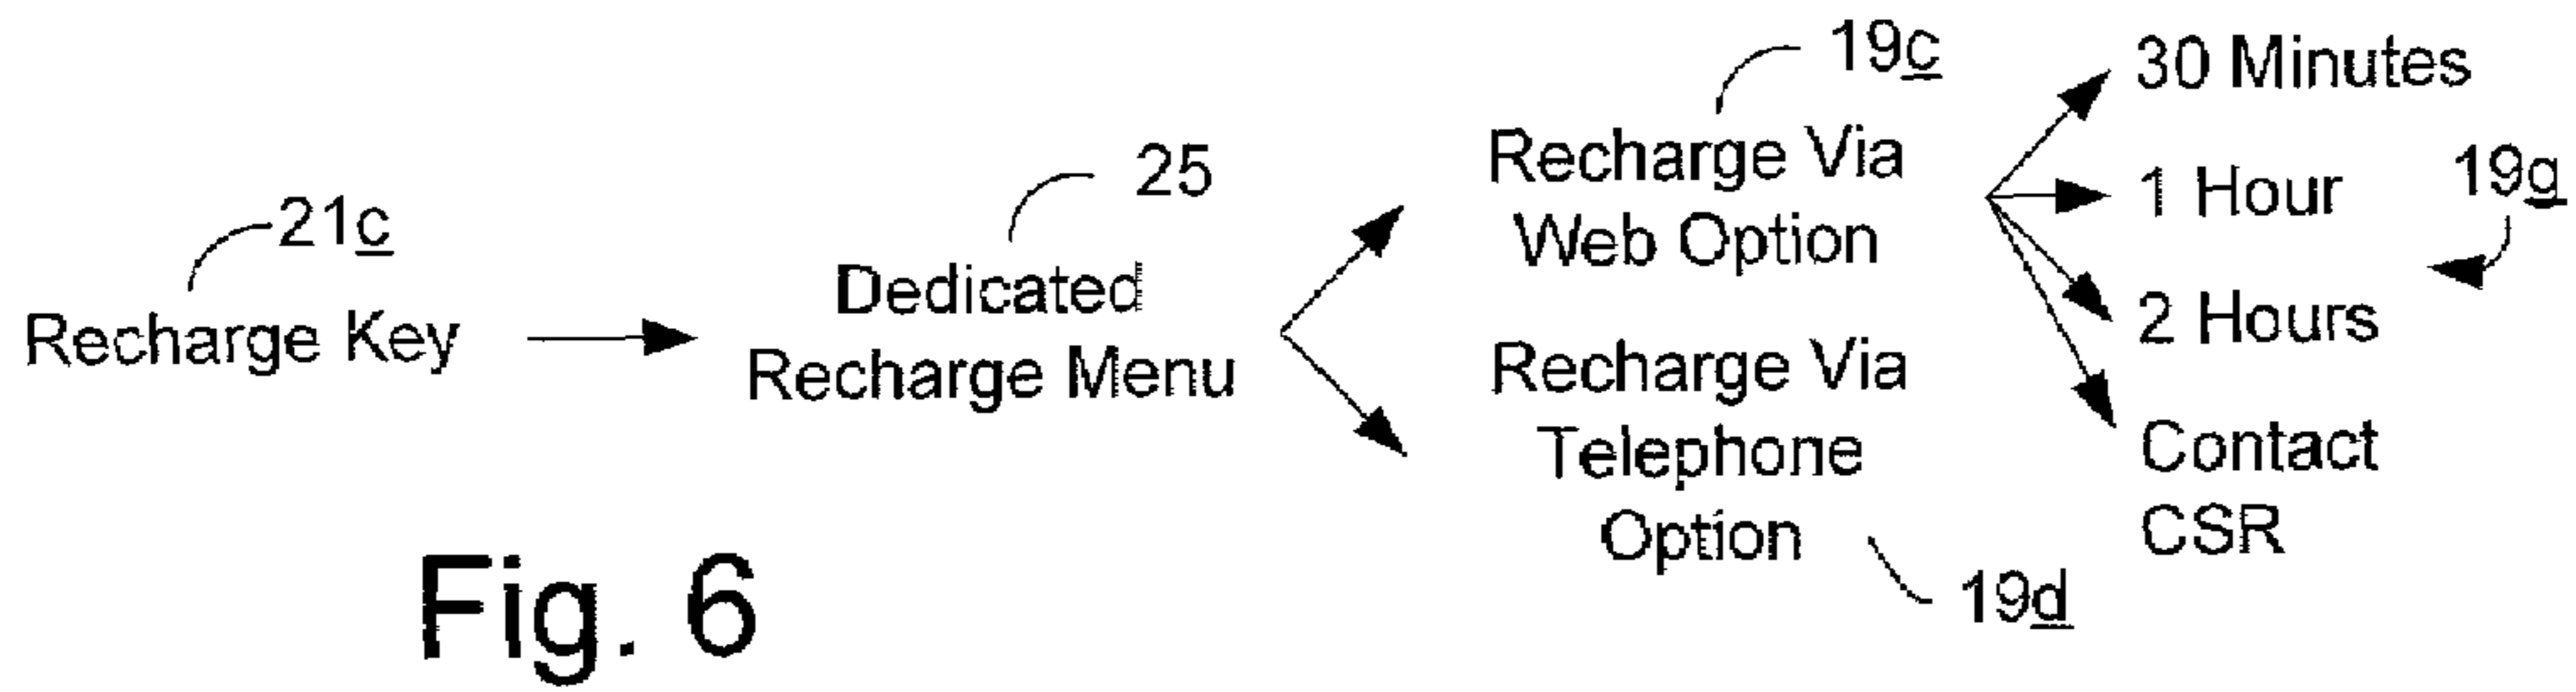 21c
Recharge Key
25
Dedicated
Recharge Menu
19c
Recharge Via
Web Option
Recharge Via
Telephone
Option
19d
30 Minutes
1 Hour
2 Hours
Contact
CSR
19g
Fig. 6